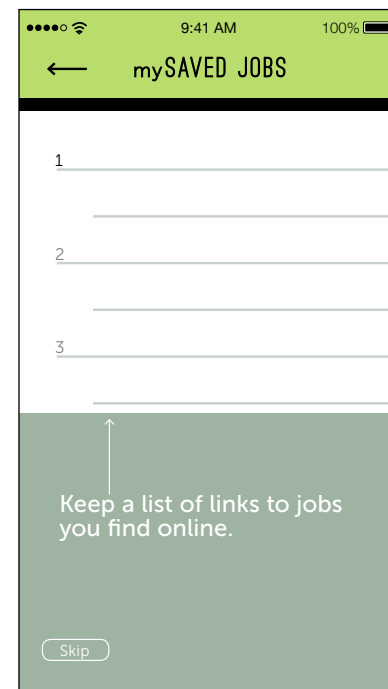 9:41 AM 100%
mySAVED JOBS
1
2
3
Keep a list of links to jobs
you find online.
Skip